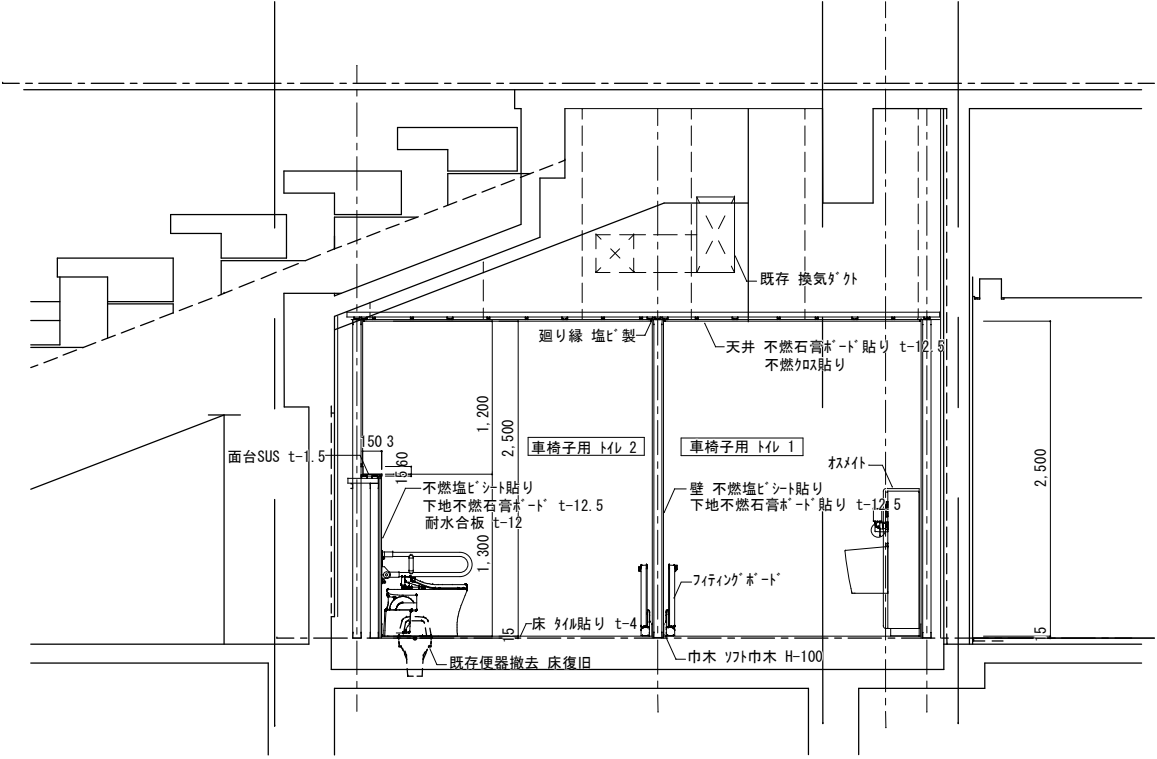 既存 換気ﾀﾞｸﾄ
廻り縁 塩ﾋﾞ製
天井 不燃石膏ﾎﾞｰﾄﾞ貼り t-12.5
不燃ｸﾛｽ貼り
車椅子用 ﾄｲﾚ 2
車椅子用 ﾄｲﾚ 1
1,200
2,500
150 3
1560
面台SUS t-1.5
不燃塩ﾋﾞｼｰﾄ貼り
下地不燃石膏ﾎﾞｰﾄﾞ t-12.5
耐水合板 t-12
壁 不燃塩ﾋﾞｼｰﾄ貼り
下地不燃石膏ﾎﾞｰﾄﾞ貼り t-12.5
ｵｽﾒｲﾄ
2,500
1,300
ﾌｨﾃｨﾝｸﾞﾎﾞｰﾄﾞ
15
床 ﾀｲﾙ貼り t-4
15
既存便器撤去 床復旧
巾木 ｿﾌﾄ巾木 H-100